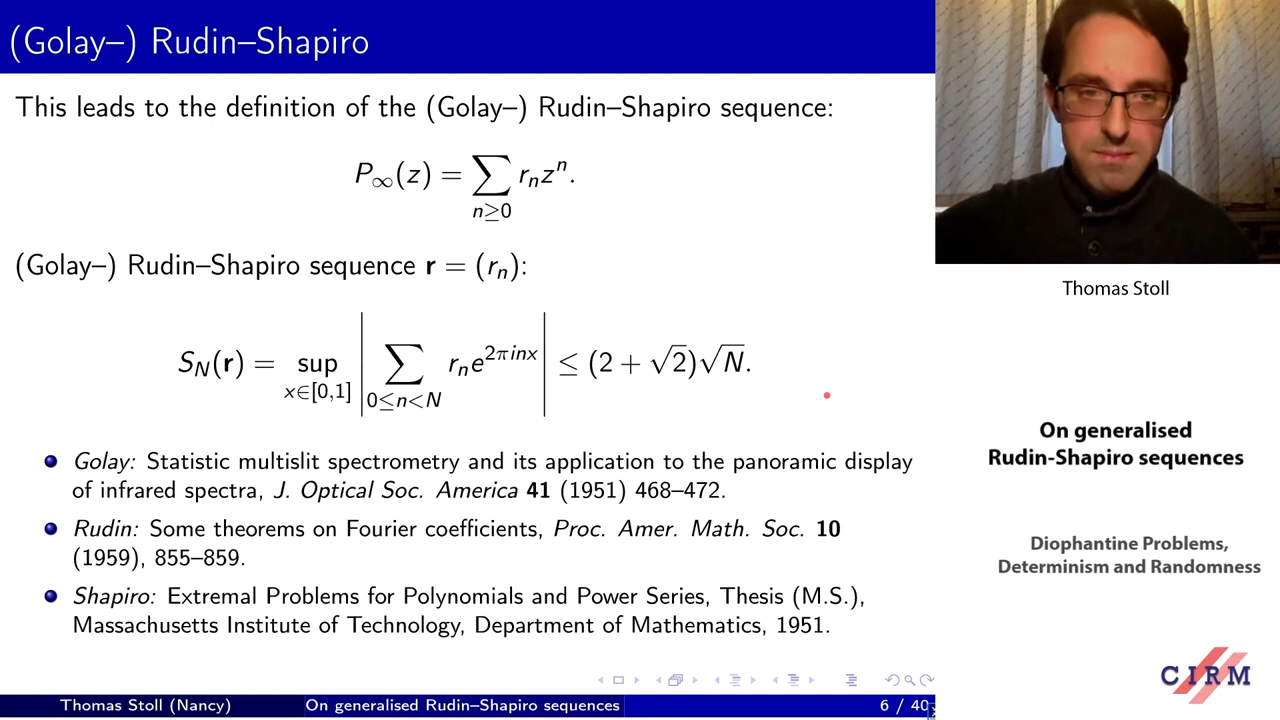 (Golay–) Rudin–Shapiro
This leads to the definition of the (Golay–) Rudin–Shapiro sequence:
P∞(z) = ∑ rₙzⁿ.
n≥0
(Golay–) Rudin–Shapiro sequence r = (rₙ):
S_N(r) = sup | ∑ rₙe^{2πinx} | ≤ (2 + √2)√N.
x∈[0,1] 0≤n<N
Golay: Statistic multislit spectrometry and its application to the panoramic display
of infrared spectra, J. Optical Soc. America 41 (1951) 468–472.
Rudin: Some theorems on Fourier coefficients, Proc. Amer. Math. Soc. 10
(1959), 855–859.
Shapiro: Extremal Problems for Polynomials and Power Series, Thesis (M.S.),
Massachusetts Institute of Technology, Department of Mathematics, 1951.
Thomas Stoll (Nancy) On generalised Rudin–Shapiro sequences 6 / 40
Thomas Stoll
On generalised
Rudin-Shapiro sequences
Diophantine Problems,
Determinism and Randomness
CIRM